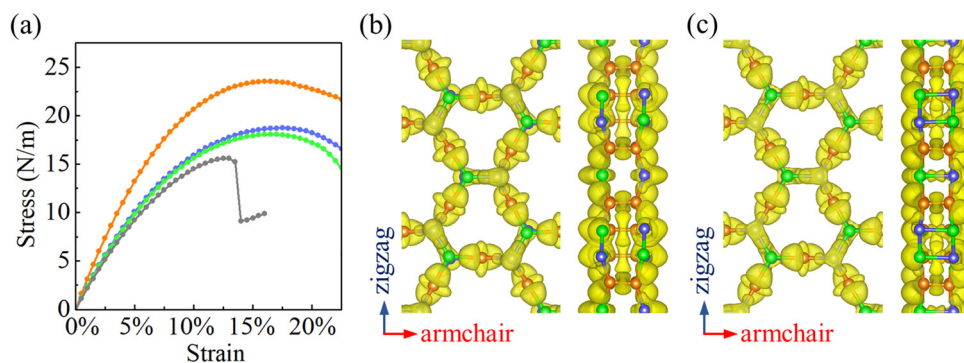 (a)
Stress (N/m)
25
20
15
10
5
0
0% 5% 10% 15% 20%
Strain
(b)
zigzag
armchair
(c)
zigzag
armchair